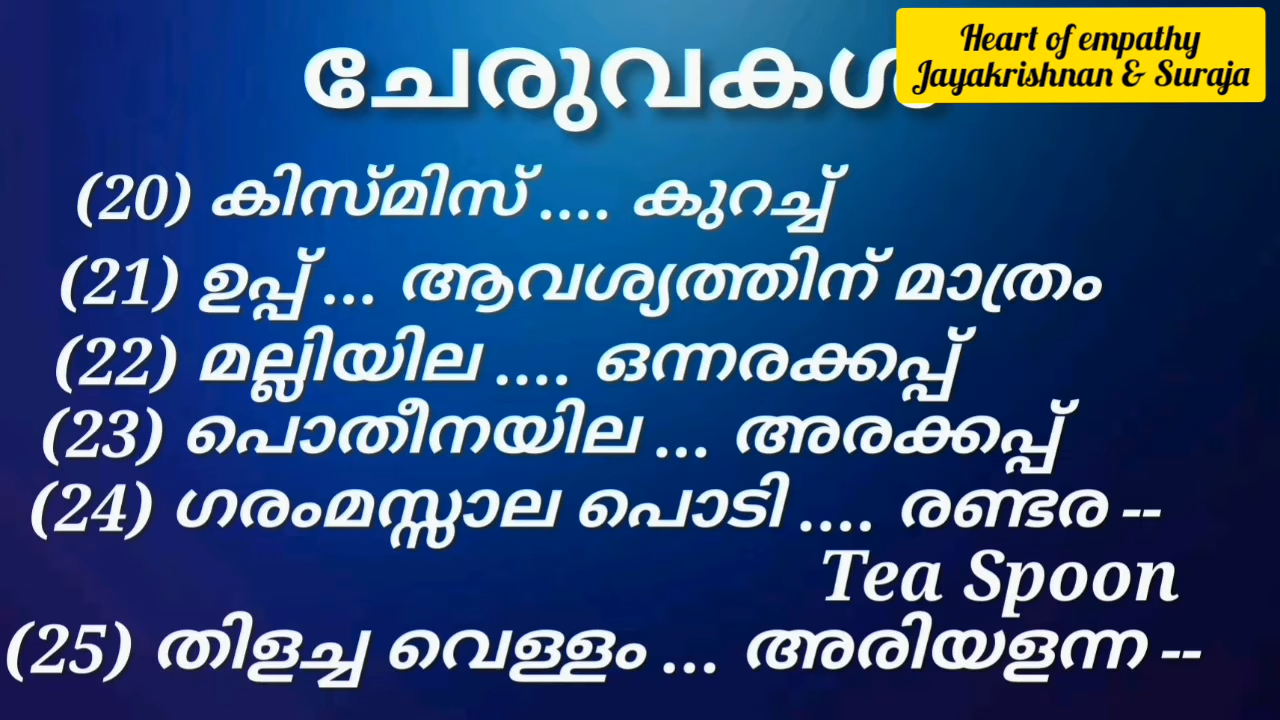 Heart of empathy
Jayakrishnan & Suraja
ചേരുവകൾ
(20) കിസ്മിസ് .... കുറച്ച്
(21) ഉപ്പ് ... ആവശ്യത്തിന് മാത്രം
(22) മല്ലിയില .... ഒന്നരക്കപ്പ്
(23) പൊതീനയില ... അരക്കപ്പ്
(24) ഗരംമസ്സാല പൊടി .... രണ്ടര --
Tea Spoon
(25) തിളച്ച വെള്ളം ... അരിയളന്ന --